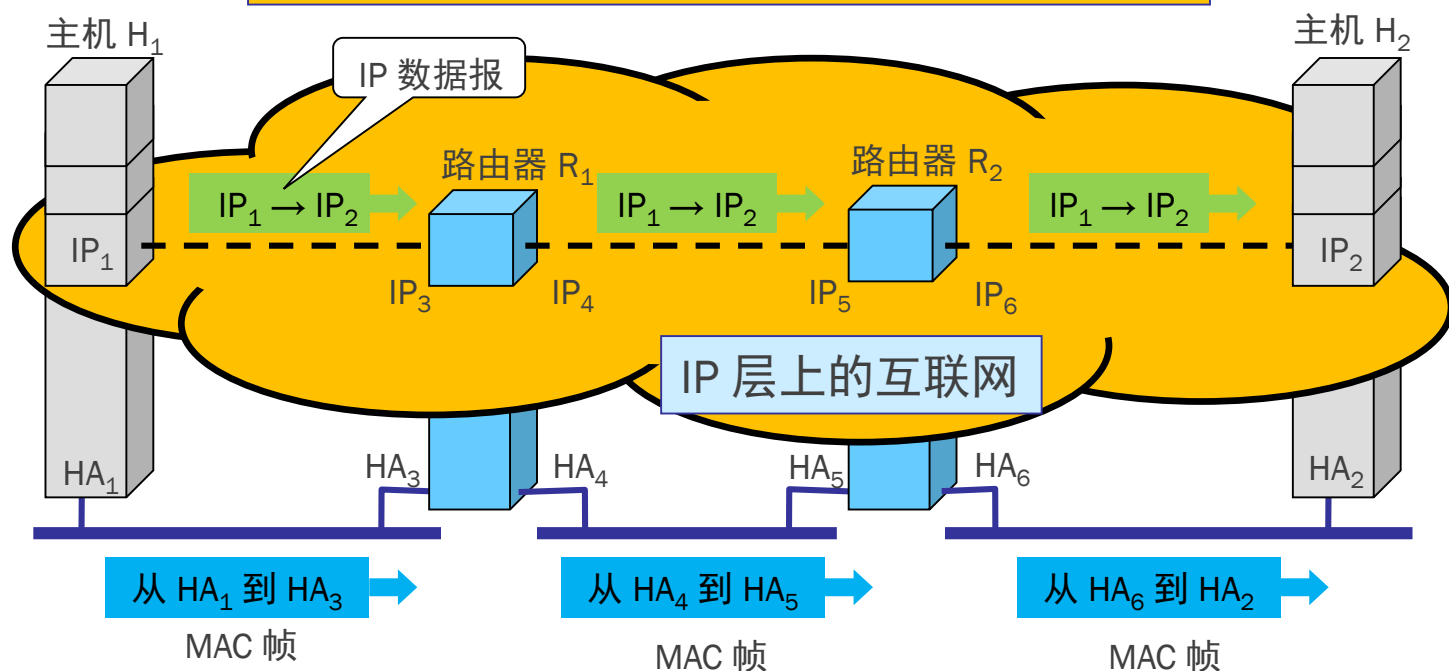 主机 H₁
主机 H₂
IP 数据报
路由器 R₁
路由器 R₂
IP₁ → IP₂
IP₁ → IP₂
IP₁ → IP₂
IP₁
IP₂
IP₃
IP₄
IP₅
IP₆
IP 层上的互联网
HA₁
HA₃
HA₄
HA₅
HA₆
HA₂
从 HA₁ 到 HA₃
从 HA₄ 到 HA₅
从 HA₆ 到 HA₂
MAC 帧
MAC 帧
MAC 帧